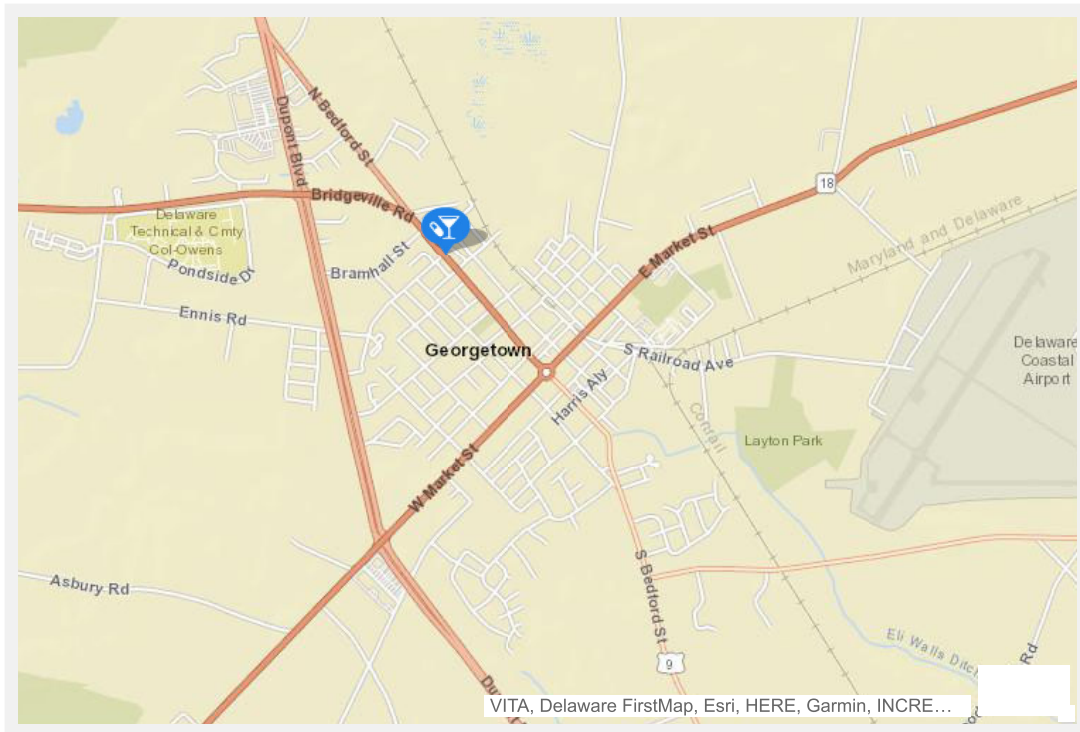 N Bedford St
Dupont Blvd
18
Bridgeville Rd
Delaware
Technical & Cmty
Col-Owens
Maryland and Delaware
E Market St
Bramhall St
Pondside Dr
Ennis Rd
Georgetown
S Railroad Ave
Delaware
Coastal
Airport
Harris Aly
Conrail
Layton Park
W Market St
Asbury Rd
S Bedford St
Eli Walls Ditch
Rd
9
VITA, Delaware FirstMap, Esri, HERE, Garmin, INCRE…